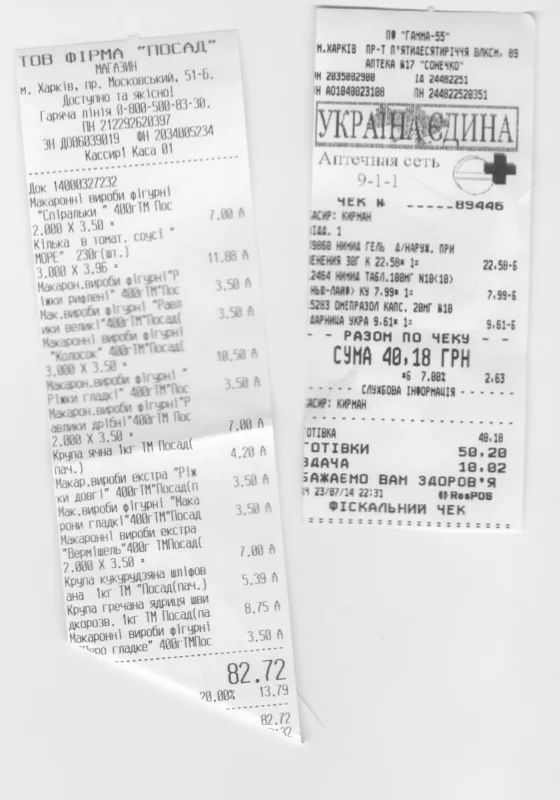 ТОВ ФІРМА "ПОСАД"
МАГАЗИН
м. Харків, пр. Московський, 51-Б.
Доступно та якісно!
Гаряча лінія 0-800-500-83-30.
ПН 212292620397
ЗН ДО06039019 ФН 2034005234
Кассир1 Каса 01
Док 14000327232
Макаронні вироби фігурні
"Спіральки" 400гТМ Пос
2.000 X 3.50 = 7.00 А
Кілька в томат. соусі "
МОРЕ" 230г(шт.)
3.000 X 3.96 = 11.88 А
Макарон.вироби фігурні"Р
іжки рифлені" 400гТМ"Пос 3.50 А
Мак.вироби фігурні "Равл
ики великі"400гТМ"Посад( 3.50 А
Макаронні вироби фігурні
"Колосок" 400гТМ"Посад(
3.000 X 3.50 = 10.50 А
Макарон.вироби фігурні "
Ріжки гладкі" 400гТМ"Пос 3.50 А
Макарон.вироби фігурні"Р
авлики дрібні"400гТМ Пос
2.000 X 3.50 = 7.00 А
Крупа ячна 1кг ТМ Посад(
пач.) 4.20 А
Макар.вироби екстра "Ріж
ки довгі" 400гТМ"Посад(п 3.50 А
Мак.вироби фігурні "Мака
рони гладкі"400гТМ"Посад 3.50 А
Макаронні вироби екстра
"Вермішель"400г ТМПосад(
2.000 X 3.50 = 7.00 А
Крупа кукурудзяна шліфов
ана 1кг ТМ "Посад(пач.) 5.39 А
Крупа гречана ядриця шви
дкорозв. 1кг ТМ Посад(па 8.75 А
Макаронні вироби фігурні
"Перо гладке" 400гТМПос 3.50 А
82.72
20.00% 13.79
82.72
ПФ "ГАММА-55"
М.ХАРКІВ ПР-Т П'ЯТИДЕСЯТИРІЧЧЯ ВЛКСМ, 89
АПТЕКА №17 "СОНЕЧКО"
2035002900 ІД 24482251
АО1040023108 ПН 244822520351
УКРАЇНА ЄДИНА
Аптечная сеть
9-1-1
ЧЕК № 89446
КАСИР: КИРМАН
ВІДД. 1
НИМИД ГЕЛЬ Д/НАРУЖ. ПРИ
ЕНЕНИЯ 30Г К 22.58* 1= 22.58-Б
2464 НИМИД ТАБЛ.100МГ N10(10)
КУ 7.99* 1= 7.99-Б
5283 ОМЕПРАЗОЛ КАПС. 20МГ №10
ДАРНИЦА УКРА 9.61* 1= 9.61-Б
- - РАЗОМ ПО ЧЕКУ - -
СУМА 40,18 ГРН
*Б 7.00% 2.63
СЛУЖБОВА ІНФОРМАЦІЯ
КАСИР: КИРМАН
ГОТІВКА 40.18
ГОТІВКИ 50.20
ЗДАЧА 10.02
БАЖАЄМО ВАМ ЗДОРОВ'Я
23/07/14 22:31 ResPOS
ФІСКАЛЬНИЙ ЧЕК